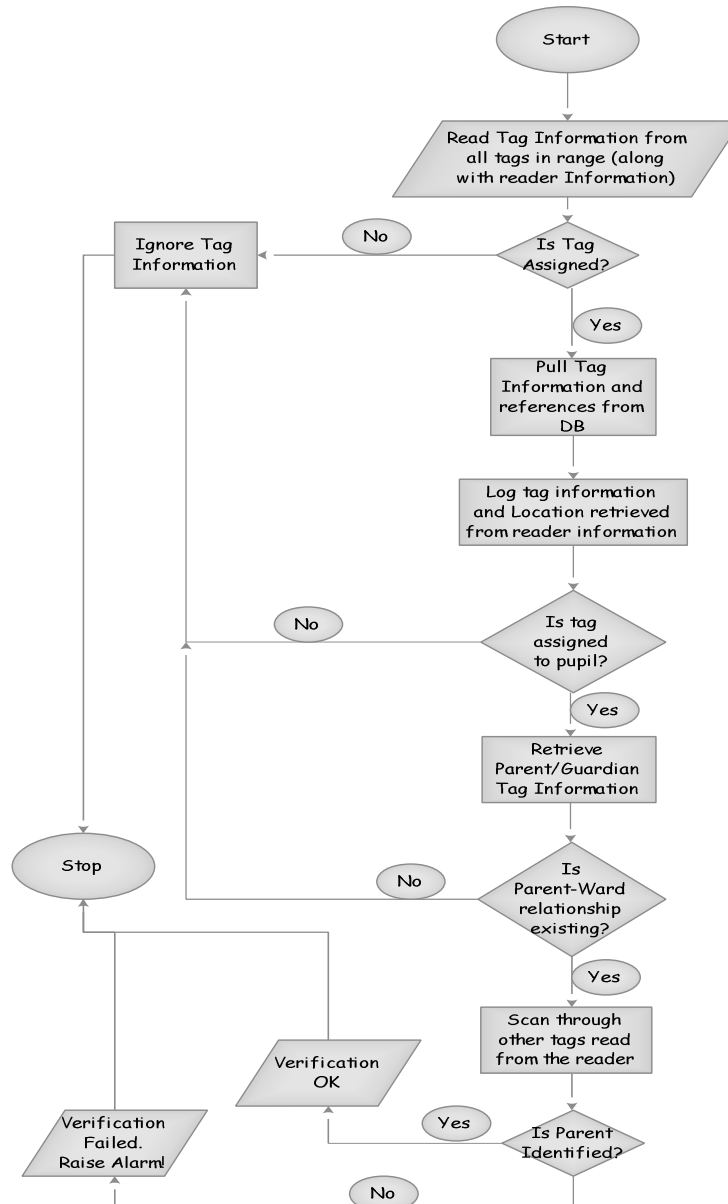 Start
Read Tag Information from
all tags in range (along
with reader Information)
Ignore Tag
Information
No
Is Tag
Assigned?
Yes
Pull Tag
Information and
references from
DB
Log tag information
and Location retrieved
from reader information
No
Is tag
assigned
to pupil?
Yes
Retrieve
Parent/Guardian
Tag Information
Stop
No
Is
Parent-Ward
relationship
existing?
Yes
Scan through
other tags read
from the reader
Verification
OK
Verification
Failed.
Raise Alarm!
Yes
Is Parent
Identified?
No